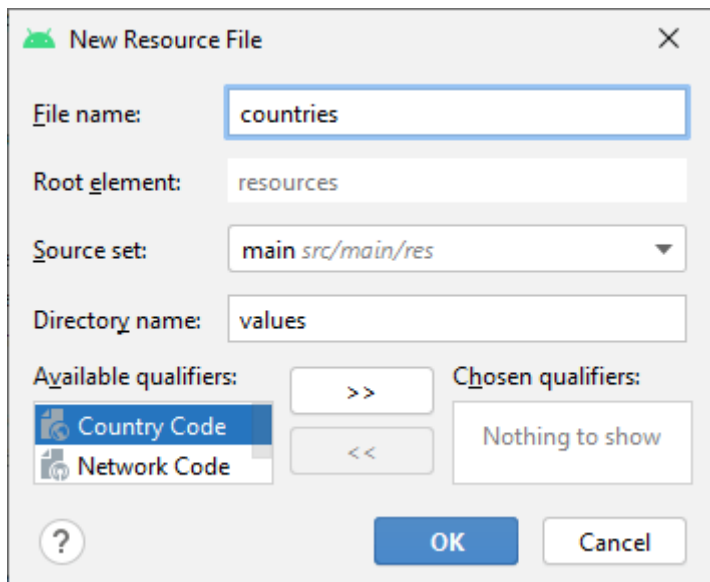 New Resource File
File name: countries
Root element: resources
Source set: main src/main/res
Directory name: values
Available qualifiers: >> Chosen qualifiers:
Country Code Nothing to show
Network Code <<
? OK Cancel